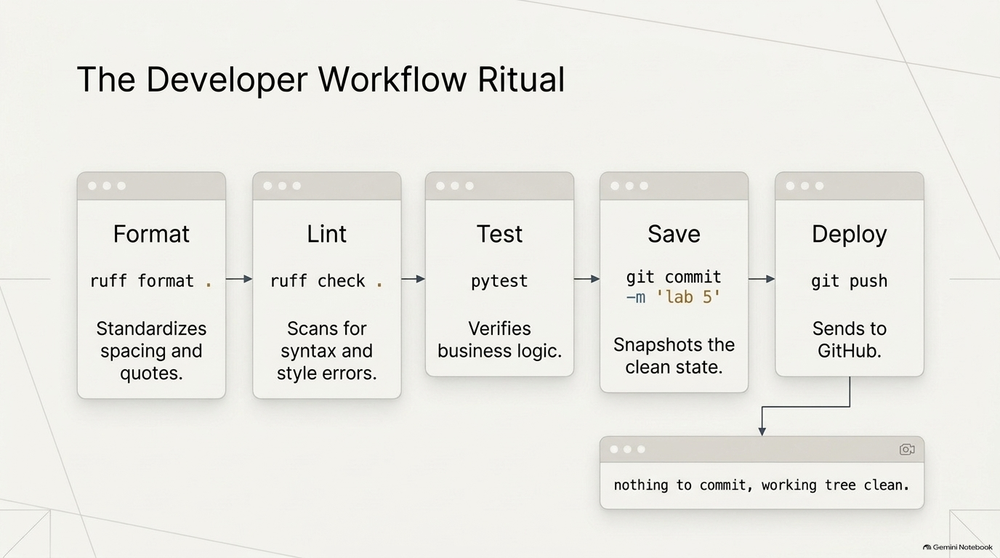 The Developer Workflow Ritual
Format
ruff format .
Standardizes
spacing and
quotes.
Lint
ruff check .
Scans for
syntax and
style errors.
Test
pytest
Verifies
business logic.
Save
git commit
-m 'lab 5'
Snapshots the
clean state.
Deploy
git push
Sends to
GitHub.
nothing to commit, working tree clean.
Gemini Notebook